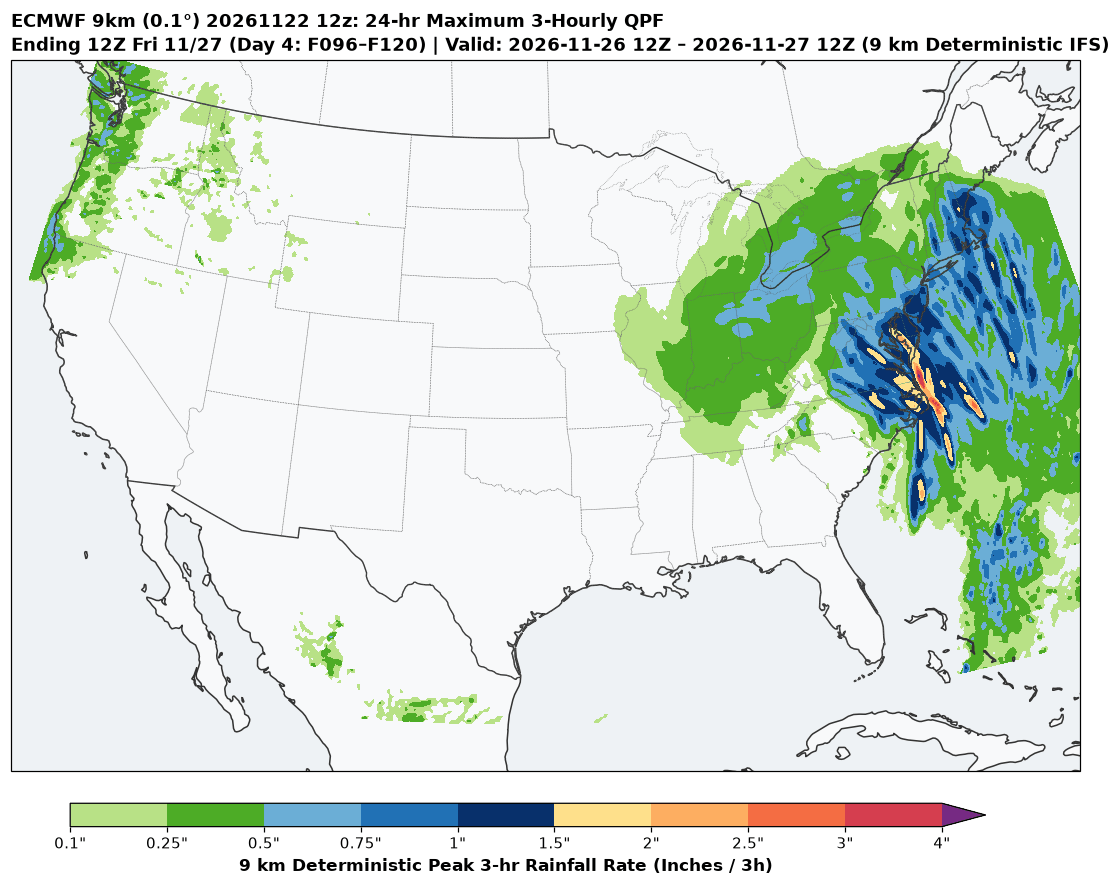 ECMWF 9km (0.1°) 20261122 12z: 24-hr Maximum 3-Hourly QPF
Ending 12Z Fri 11/27 (Day 4: F096–F120) | Valid: 2026-11-26 12Z – 2026-11-27 12Z (9 km Deterministic IFS)
0.1" 0.25" 0.5" 0.75" 1" 1.5" 2" 2.5" 3" 4"
9 km Deterministic Peak 3-hr Rainfall Rate (Inches / 3h)